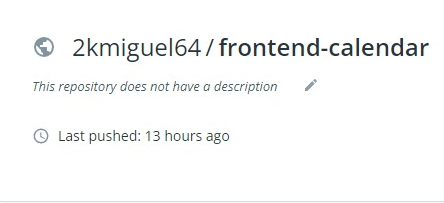 2kmiguel64 / frontend-calendar
This repository does not have a description
Last pushed: 13 hours ago